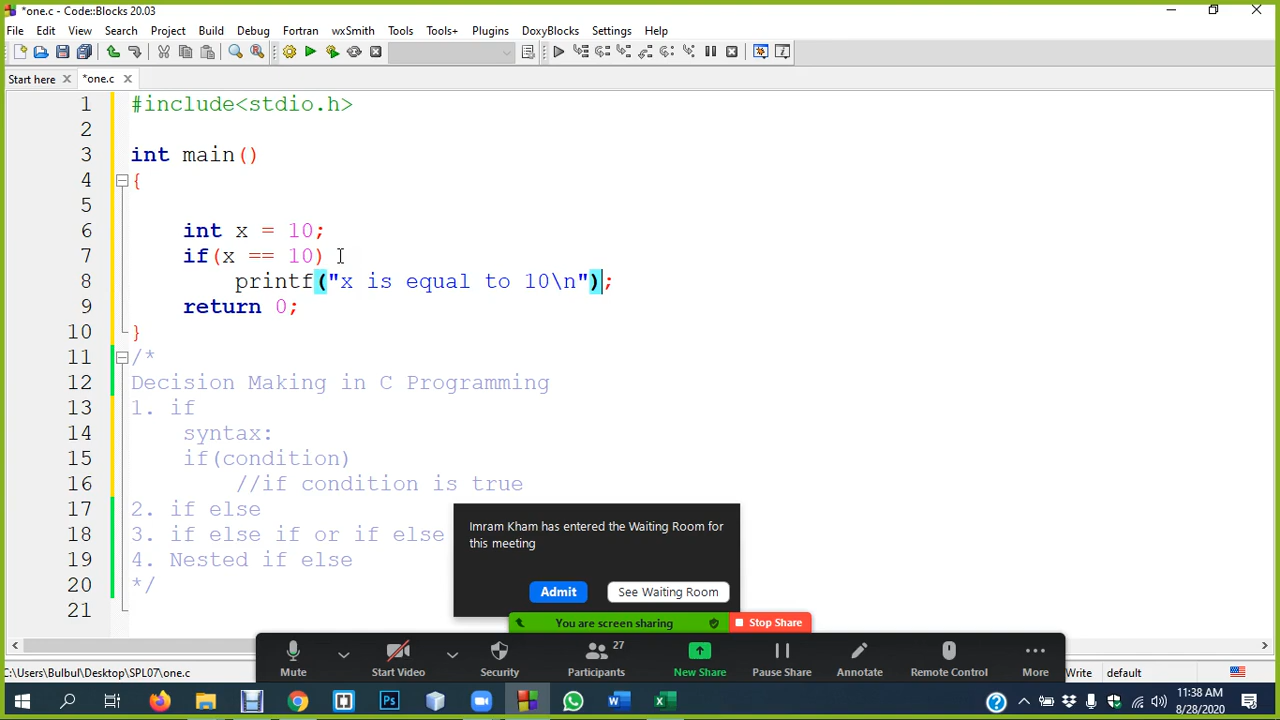 *one.c - Code::Blocks 20.03
File Edit View Search Project Build Debug Fortran wxSmith Tools Tools+ Plugins DoxyBlocks Settings Help
Start here *one.c
1 #include<stdio.h>
2
3 int main()
4 {
5
6 int x = 10;
7 if(x == 10)
8 printf("x is equal to 10\n");
9 return 0;
10 }
11 /*
12 Decision Making in C Programming
13 1. if
14 syntax:
15 if(condition)
16 //if condition is true
17 2. if else
18 3. if else if or if else
19 4. Nested if else
20 */
21
Imram Kham has entered the Waiting Room for
this meeting
Admit See Waiting Room
You are screen sharing Stop Share
27
Mute Start Video Security Participants New Share Pause Share Annotate Remote Control More
C:\Users\Bulbul\Desktop\SPL07\one.c
Write default
11:38 AM
8/28/2020